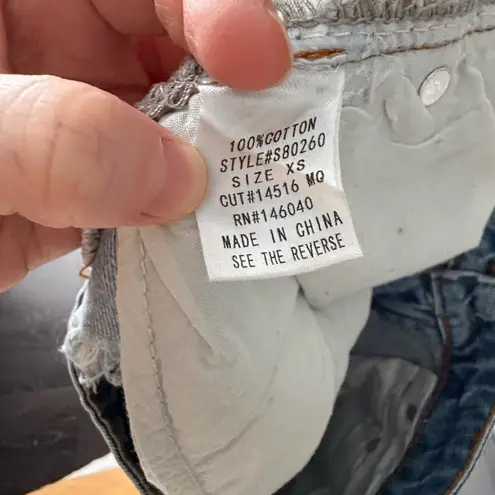 100%COTTON
STYLE#S80260
SIZE XS
CUT#14516 MQ
RN#146040
MADE IN CHINA
SEE THE REVERSE